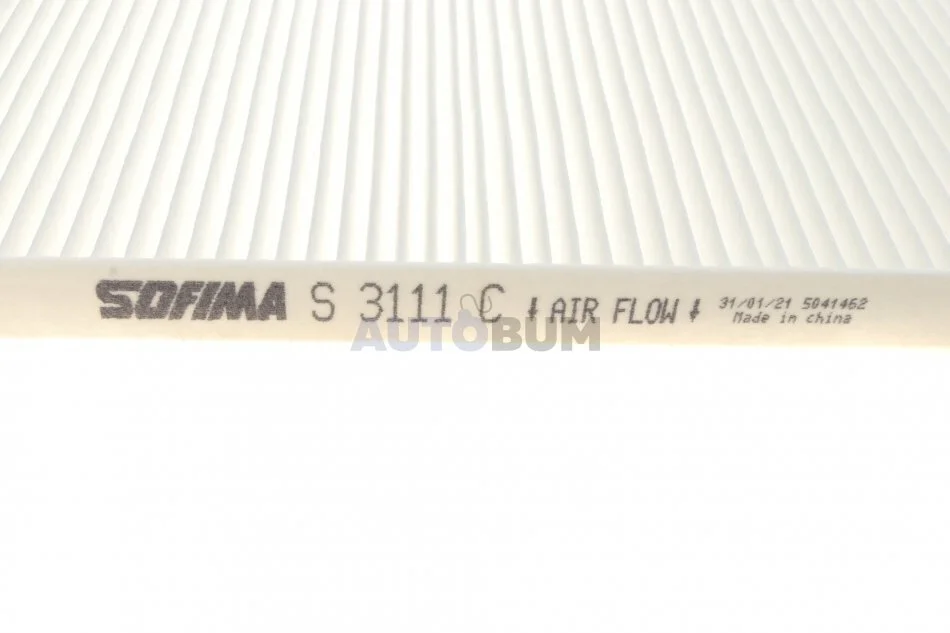 SOFIMA S 3111 C ↓ AIR FLOW ↓ 31/01/21 5041462
Made in china
AUTOBUM